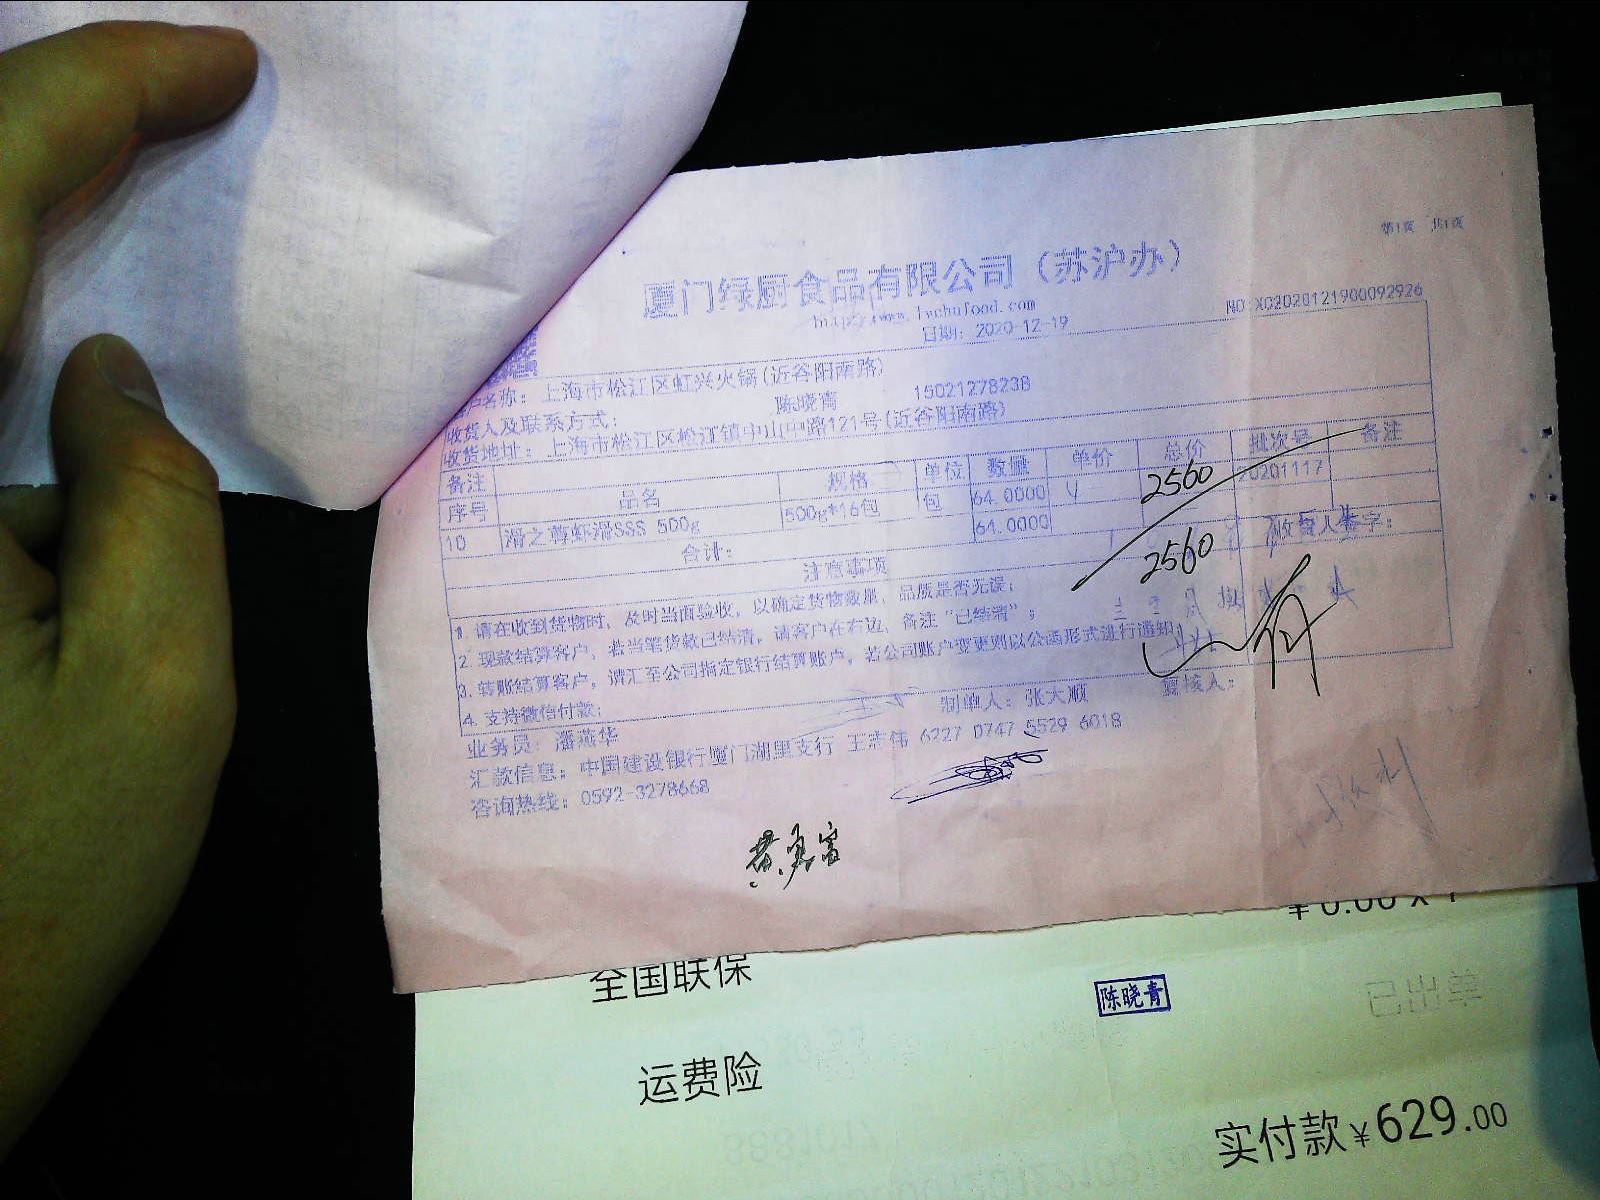 第1页 共1页
厦门绿厨食品有限公司（苏沪办）
http://www.lvchufood.com
日期：2020-12-19
NO:XC2020121900092926
户名称：上海市松江区虹兴火锅(近谷阳南路)
收货人及联系方式： 陈晓青 15021278238
收货地址：上海市松江区松江镇中山中路121号(近谷阳南路)
备注
序号 品名 规格 单位 数量 单价 总价 批次号 备注
10 滑之尊虾滑SSS 500g 500g*16包 包 64.0000 2560 20201117
合计： 64.0000 2560
注意事项
收货人签字：
1. 请在收到货物时，及时当面验收，以确定货物数量、品质是否无误；
2. 现款结算客户，若当笔货款已结清，请客户在右边，备注“已结清”；
3. 转账结算客户，请汇至公司指定银行结算账户，若公司账户变更则以公函形式进行通知；
4. 支持微信付款；
业务员：潘燕华 制单人：张大顺 复核人：
汇款信息：中国建设银行厦门湖里支行 王志伟 6227 0747 5529 6018
咨询热线：0592-3278668
¥0.00 x 1
全国联保
陈晓青
已出单
运费险
实付款¥629.00